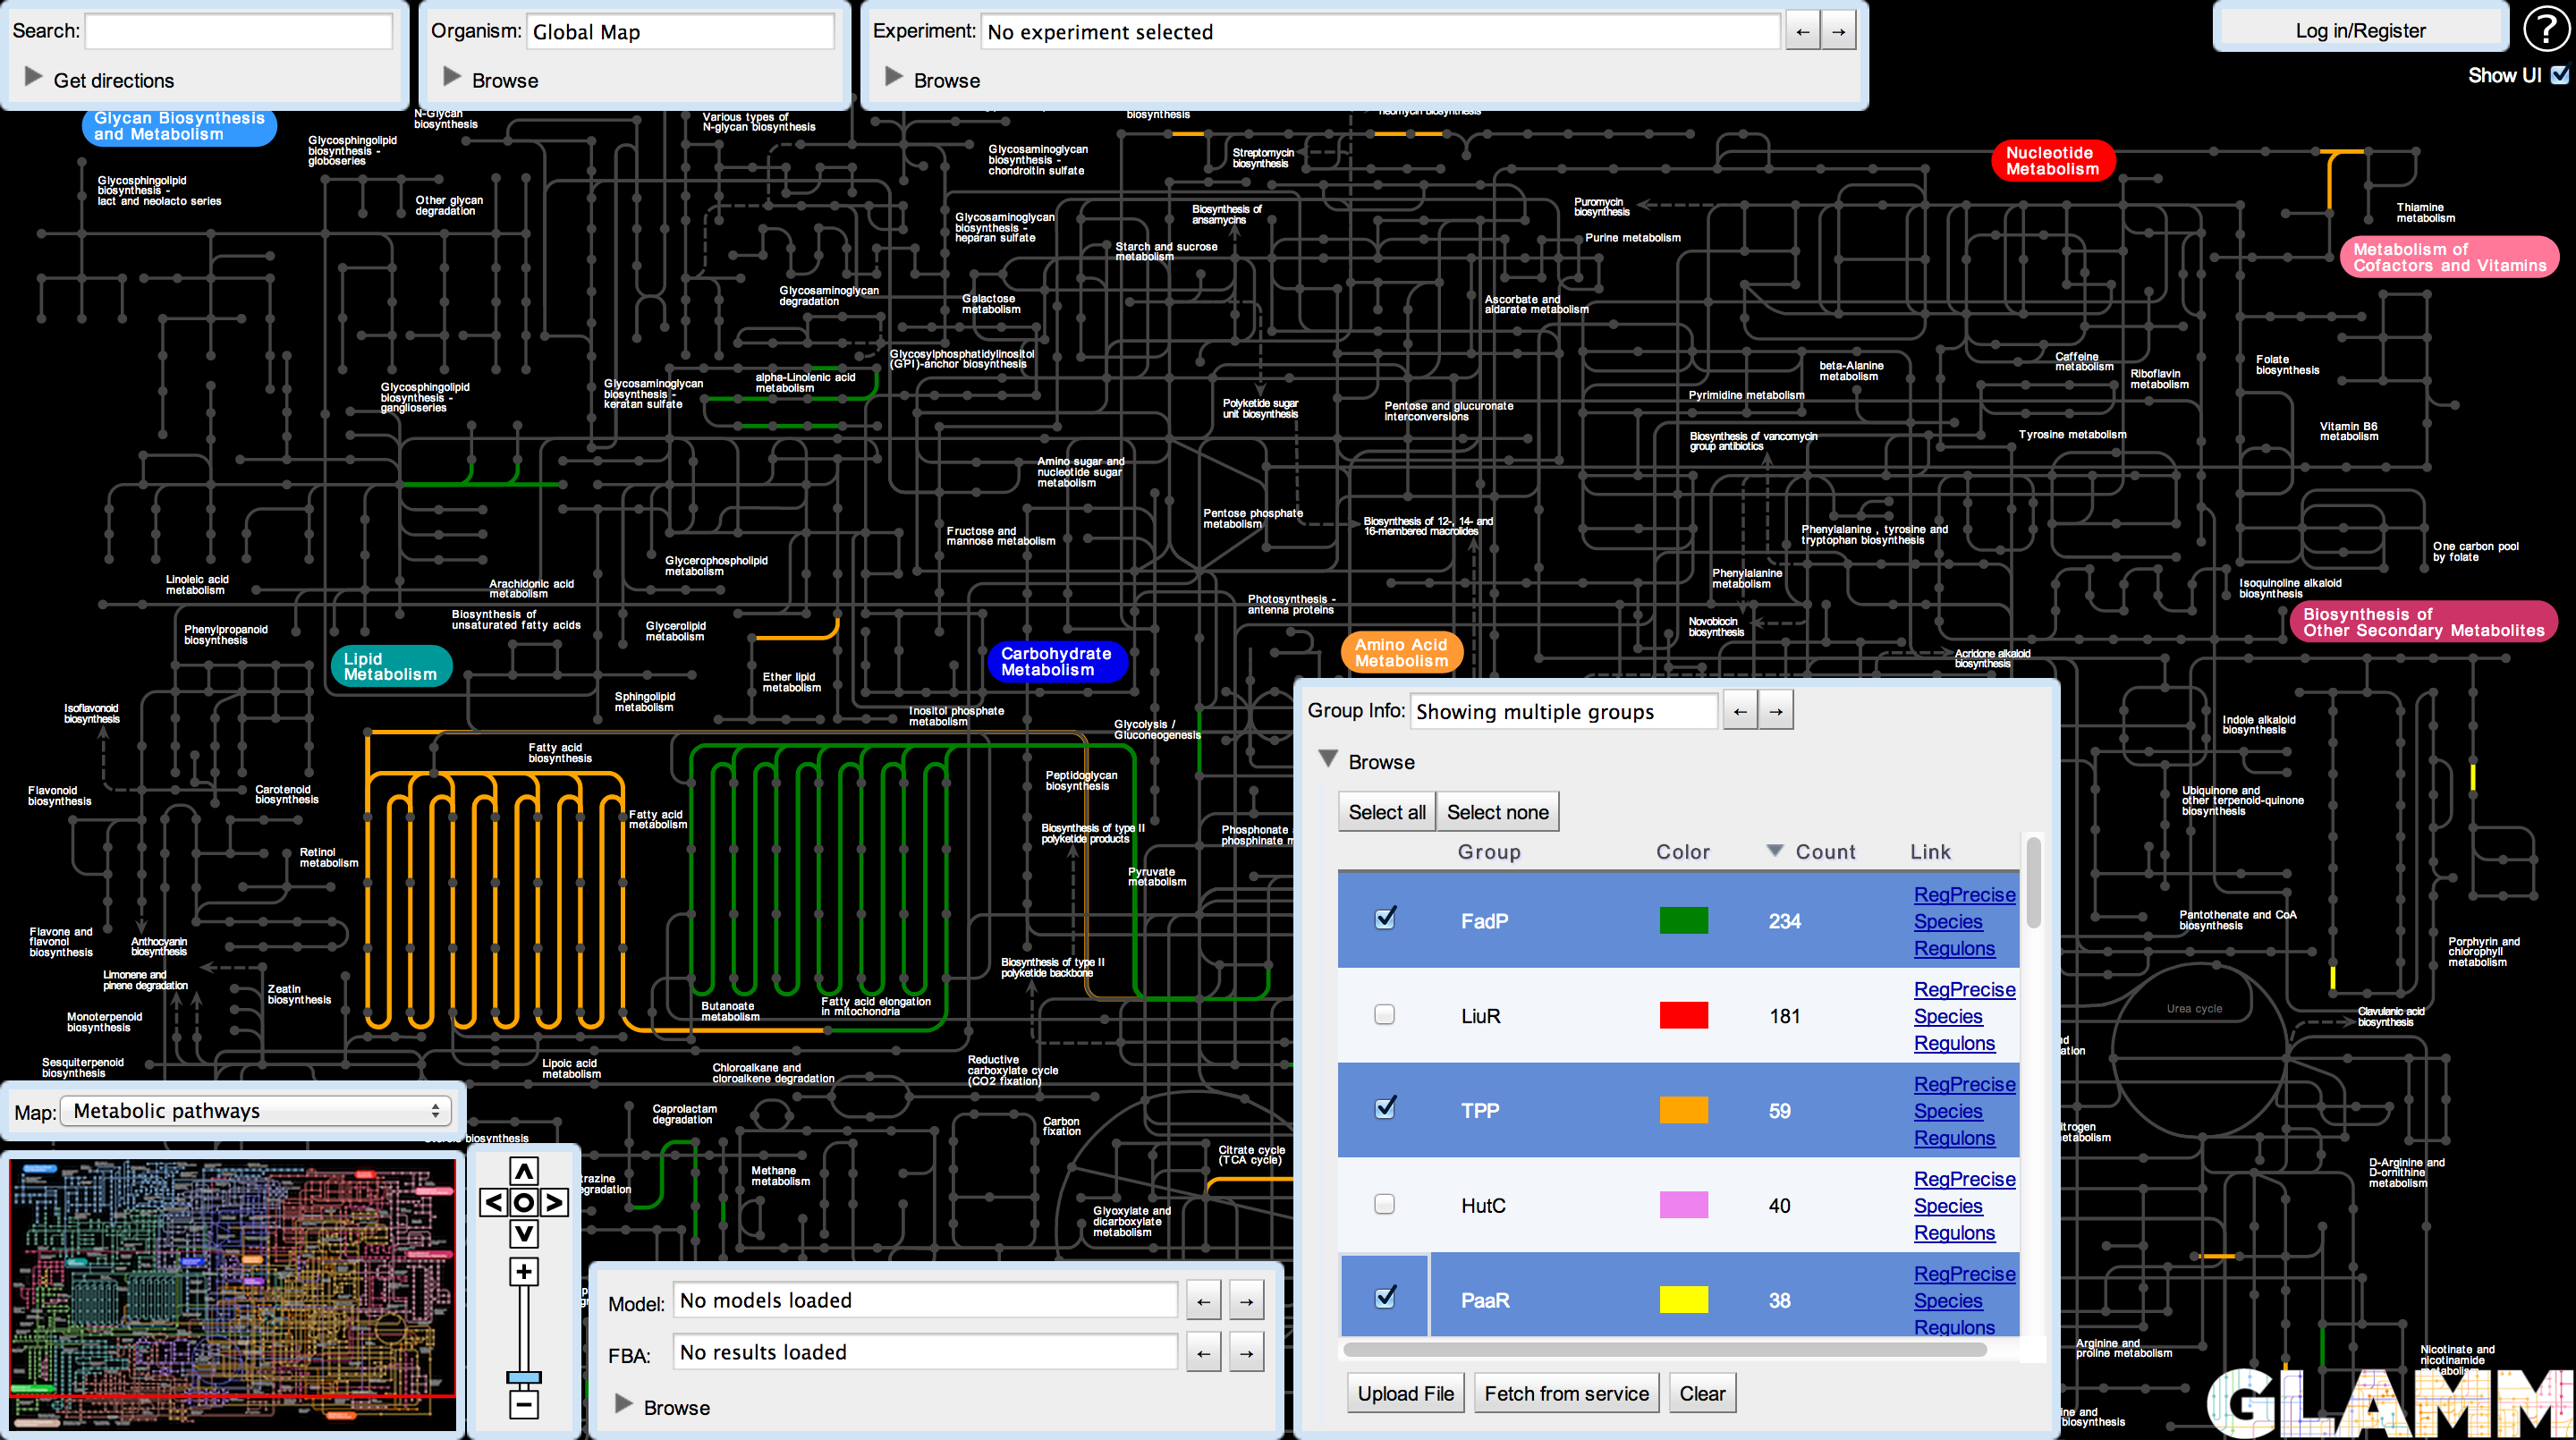 Search:
Get directions
Organism: Global Map
Browse
Experiment: No experiment selected
← →
Browse
Log in/Register
?
Show UI
Glycan Biosynthesis
and Metabolism
N-Glycan
biosynthesis
Various types of
N-glycan biosynthesis
biosynthesis
neomycin biosynthesis
Glycosphingolipid
biosynthesis -
globoseries
Glycosaminoglycan
biosynthesis -
chondroitin sulfate
Streptomycin
biosynthesis
Nucleotide
Metabolism
Glycosphingolipid
biosynthesis -
lact and neolacto series
Other glycan
degradation
Glycosaminoglycan
biosynthesis -
heparan sulfate
Biosynthesis of
ansamycins
Puromycin
biosynthesis
Thiamine
metabolism
Starch and sucrose
metabolism
Purine metabolism
Metabolism of
Cofactors and Vitamins
Glycosaminoglycan
degradation
Galactose
metabolism
Ascorbate and
aldarate metabolism
Glycosylphosphatidylinositol
(GPI)-anchor biosynthesis
Caffeine
metabolism
Folate
biosynthesis
beta-Alanine
metabolism
Riboflavin
metabolism
Glycosphingolipid
biosynthesis -
ganglioseries
Glycosaminoglycan
biosynthesis -
keratan sulfate
alpha-Linolenic acid
metabolism
Polyketide sugar
unit biosynthesis
Pentose and glucuronate
interconversions
Pyrimidine metabolism
Vitamin B6
metabolism
Biosynthesis of vancomycin
group antibiotics
Tyrosine metabolism
Amino sugar and
nucleotide sugar
metabolism
Pentose phosphate
metabolism
Biosynthesis of 12-, 14- and
16-membered macrolides
Fructose and
mannose metabolism
Phenylalanine , tyrosine and
tryptophan biosynthesis
One carbon pool
by folate
Glycerophospholipid
metabolism
Linoleic acid
metabolism
Arachidonic acid
metabolism
Phenylalanine
metabolism
Isoquinoline alkaloid
biosynthesis
Photosynthesis -
antenna proteins
Biosynthesis of
unsaturated fatty acids
Phenylpropanoid
biosynthesis
Glycerolipid
metabolism
Novobiocin
biosynthesis
Biosynthesis of
Other Secondary Metabolites
Lipid
Metabolism
Carbohydrate
Metabolism
Amino Acid
Metabolism
Acridone alkaloid
biosynthesis
Ether lipid
metabolism
Sphingolipid
metabolism
Isoflavonoid
biosynthesis
Inositol phosphate
metabolism
Glycolysis /
Gluconeogenesis
Indole alkaloid
biosynthesis
Fatty acid
biosynthesis
Flavonoid
biosynthesis
Carotenoid
biosynthesis
Peptidoglycan
biosynthesis
Ubiquinone and
other terpenoid-quinone
biosynthesis
Fatty acid
metabolism
Biosynthesis of type II
polyketide products
Phosphonate
phosphinate
Retinol
metabolism
Pyruvate
metabolism
Pantothenate and CoA
biosynthesis
Flavone and
flavonol
biosynthesis
Anthocyanin
biosynthesis
Porphyrin and
chlorophyll
metabolism
Limonene and
pinene degradation
Biosynthesis of type II
polyketide backbone
Zeatin
biosynthesis
Butanoate
metabolism
Fatty acid elongation
in mitochondria
Urea cycle
Clavulanic acid
biosynthesis
Monoterpenoid
biosynthesis
Sesquiterpenoid
biosynthesis
Lipoic acid
metabolism
Chloroalkane and
cloroalkene degradation
Reductive
carboxylate cycle
(CO2 fixation)
Caprolactam
degradation
Carbon
fixation
Citrate cycle
(TCA cycle)
D-Arginine and
D-ornithine
metabolism
Methane
metabolism
Glyoxylate and
dicarboxylate
metabolism
Arginine and
proline metabolism
Nicotinate and
nicotinamide
biosynthesis
biosynthesis
Map: Metabolic pathways
Model: No models loaded
← →
FBA: No results loaded
← →
Browse
Group Info: Showing multiple groups
← →
Browse
Select all Select none
Group Color Count Link
FadP 234 RegPrecise
Species
Regulons
LiuR 181 RegPrecise
Species
Regulons
TPP 59 RegPrecise
Species
Regulons
HutC 40 RegPrecise
Species
Regulons
PaaR 38 RegPrecise
Species
Regulons
Upload File Fetch from service Clear
GLAMM